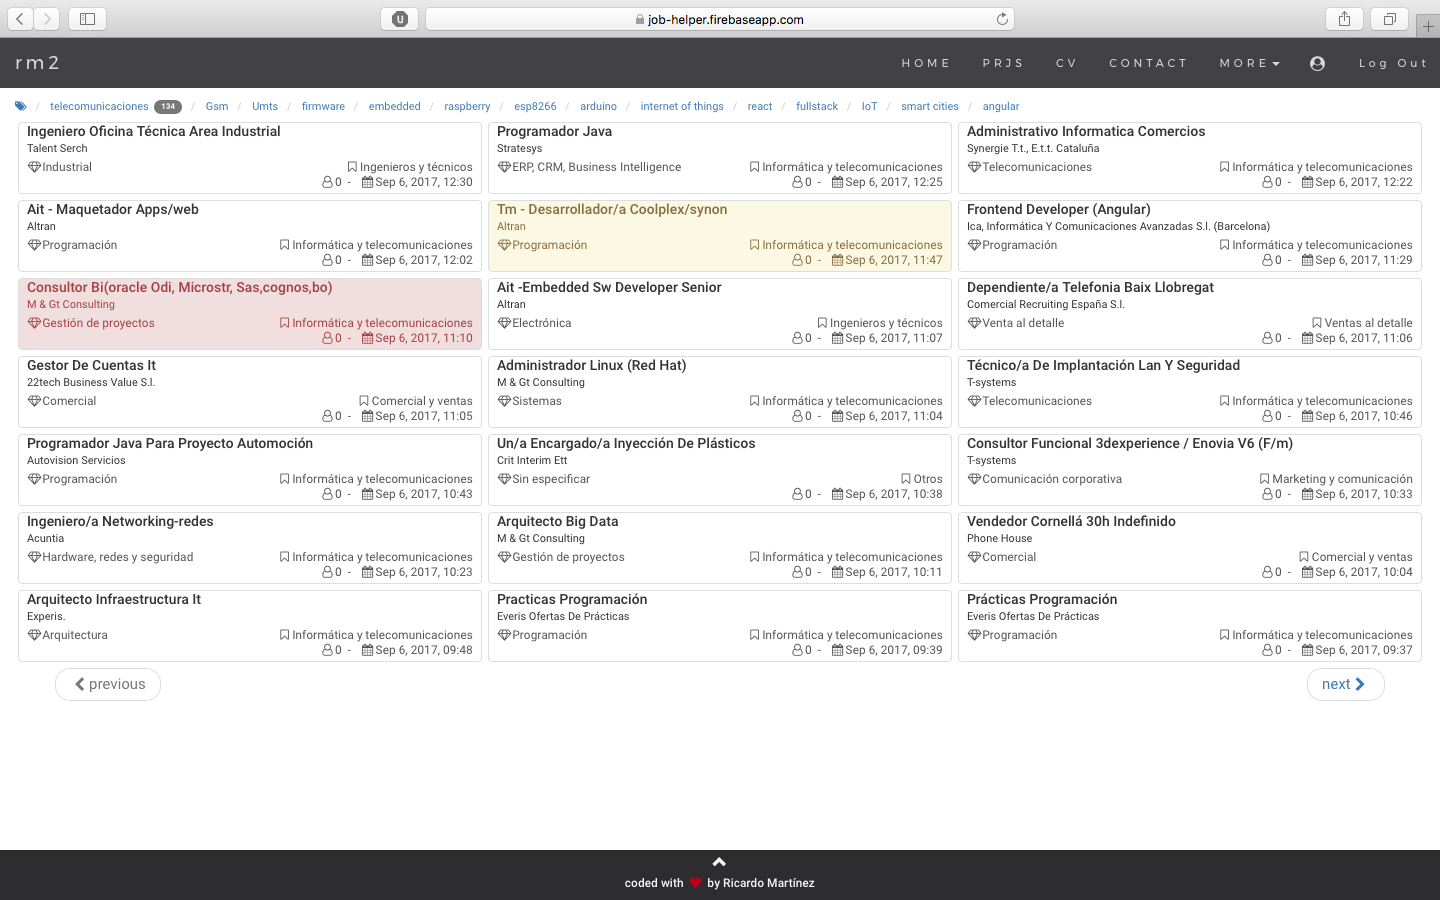 U
job-helper.firebaseapp.com
rm2
HOME PRJS CV CONTACT MORE Log Out
/ telecomunicaciones 134 / Gsm / Umts / firmware / embedded / raspberry / esp8266 / arduino / internet of things / react / fullstack / IoT / smart cities / angular
Ingeniero Oficina Técnica Area Industrial
Talent Serch
Industrial Ingenieros y técnicos
0 - Sep 6, 2017, 12:30
Programador Java
Stratesys
ERP, CRM, Business Intelligence Informática y telecomunicaciones
0 - Sep 6, 2017, 12:25
Administrativo Informatica Comercios
Synergie T.t., E.t.t. Cataluña
Telecomunicaciones Informática y telecomunicaciones
0 - Sep 6, 2017, 12:22
Ait - Maquetador Apps/web
Altran
Programación Informática y telecomunicaciones
0 - Sep 6, 2017, 12:02
Tm - Desarrollador/a Coolplex/synon
Altran
Programación Informática y telecomunicaciones
0 - Sep 6, 2017, 11:47
Frontend Developer (Angular)
Ica, Informática Y Comunicaciones Avanzadas S.l. (Barcelona)
Programación Informática y telecomunicaciones
0 - Sep 6, 2017, 11:29
Consultor Bi(oracle Odi, Microstr, Sas,cognos,bo)
M & Gt Consulting
Gestión de proyectos Informática y telecomunicaciones
0 - Sep 6, 2017, 11:10
Ait -Embedded Sw Developer Senior
Altran
Electrónica Ingenieros y técnicos
0 - Sep 6, 2017, 11:07
Dependiente/a Telefonia Baix Llobregat
Comercial Recruiting España S.l.
Venta al detalle Ventas al detalle
0 - Sep 6, 2017, 11:06
Gestor De Cuentas It
22tech Business Value S.l.
Comercial Comercial y ventas
0 - Sep 6, 2017, 11:05
Administrador Linux (Red Hat)
M & Gt Consulting
Sistemas Informática y telecomunicaciones
0 - Sep 6, 2017, 11:04
Técnico/a De Implantación Lan Y Seguridad
T-systems
Telecomunicaciones Informática y telecomunicaciones
0 - Sep 6, 2017, 10:46
Programador Java Para Proyecto Automoción
Autovision Servicios
Programación Informática y telecomunicaciones
0 - Sep 6, 2017, 10:43
Un/a Encargado/a Inyección De Plásticos
Crit Interim Ett
Sin especificar Otros
0 - Sep 6, 2017, 10:38
Consultor Funcional 3dexperience / Enovia V6 (F/m)
T-systems
Comunicación corporativa Marketing y comunicación
0 - Sep 6, 2017, 10:33
Ingeniero/a Networking-redes
Acuntia
Hardware, redes y seguridad Informática y telecomunicaciones
0 - Sep 6, 2017, 10:23
Arquitecto Big Data
M & Gt Consulting
Gestión de proyectos Informática y telecomunicaciones
0 - Sep 6, 2017, 10:11
Vendedor Cornellá 30h Indefinido
Phone House
Comercial Comercial y ventas
0 - Sep 6, 2017, 10:04
Arquitecto Infraestructura It
Experis.
Arquitectura Informática y telecomunicaciones
0 - Sep 6, 2017, 09:48
Practicas Programación
Everis Ofertas De Prácticas
Programación Informática y telecomunicaciones
0 - Sep 6, 2017, 09:39
Prácticas Programación
Everis Ofertas De Prácticas
Programación Informática y telecomunicaciones
0 - Sep 6, 2017, 09:37
previous next
coded with by Ricardo Martínez